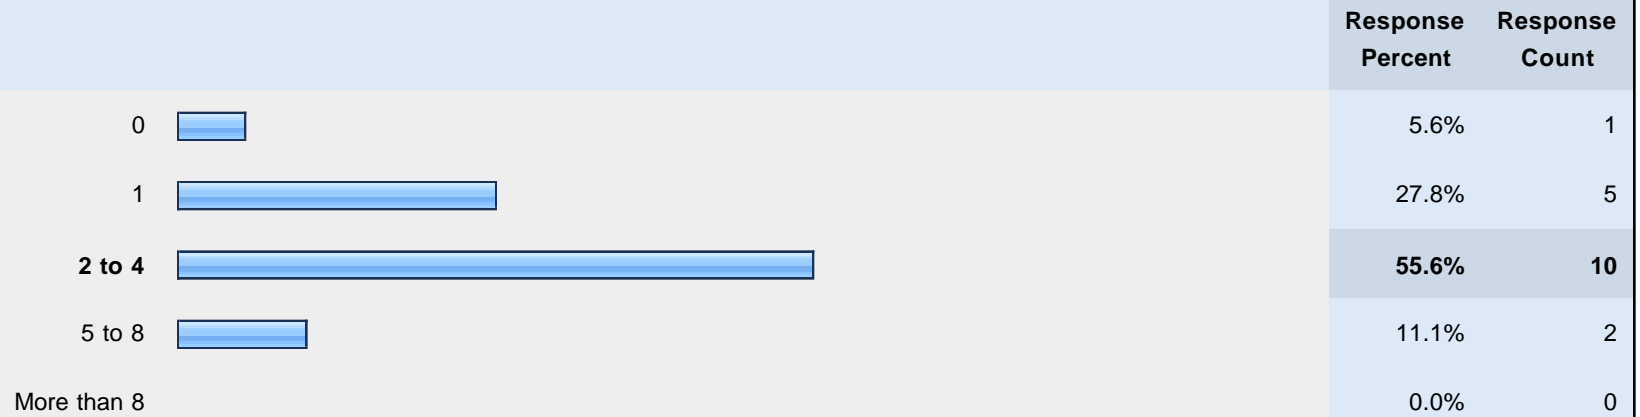 Response Response
Percent Count
0 5.6% 1
1 27.8% 5
2 to 4 55.6% 10
5 to 8 11.1% 2
More than 8 0.0% 0